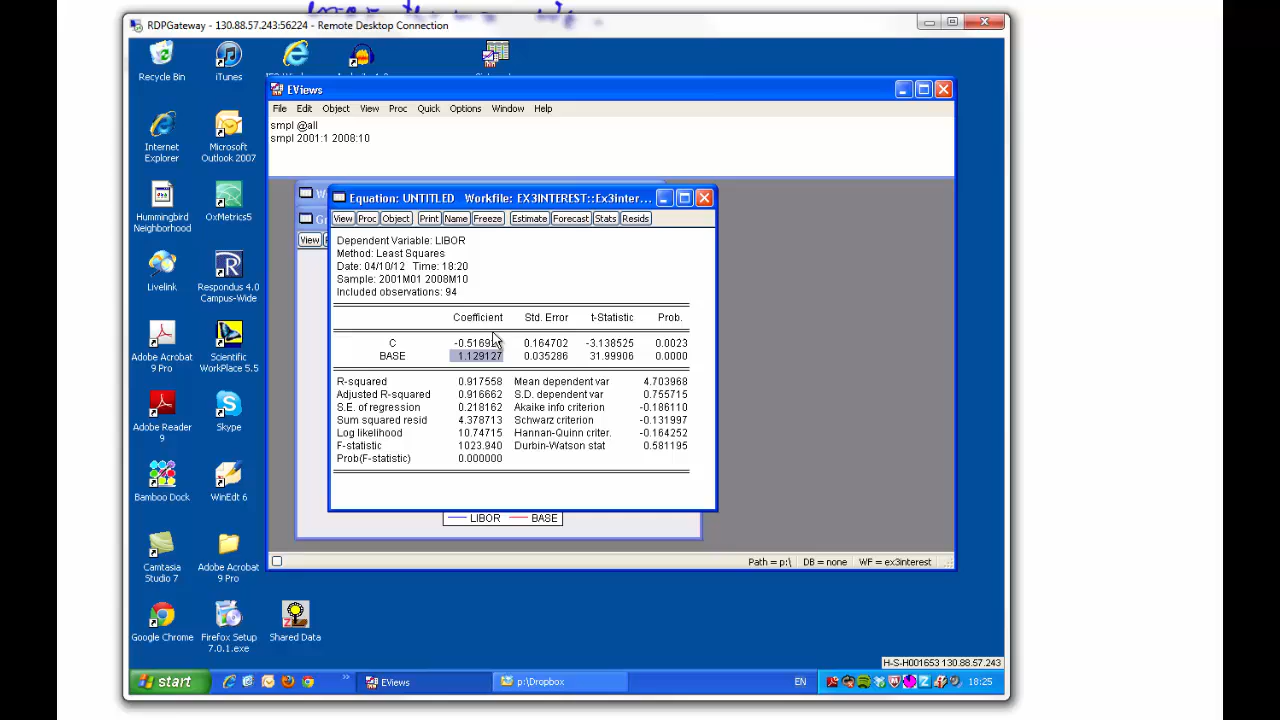 RDPGateway - 130.88.57.243:56224 - Remote Desktop Connection
Recycle Bin
iTunes
EViews
File Edit Object View Proc Quick Options Window Help
smpl @all
smpl 2001:1 2008:10
Internet Explorer
Microsoft Outlook 2007
Equation: UNTITLED Workfile: EX3INTEREST::Ex3inter...
View Proc Object Print Name Freeze Estimate Forecast Stats Resids
View
Hummingbird Neighborhood
OxMetrics5
Dependent Variable: LIBOR
Method: Least Squares
Date: 04/10/12 Time: 18:20
Sample: 2001M01 2008M10
Included observations: 94
Livelink
Respondus 4.0 Campus-Wide
Coefficient Std. Error t-Statistic Prob.
C 0.164702 -3.138525 0.0023
BASE 1.129127 0.035286 31.99906 0.0000
Adobe Acrobat 9 Pro
Scientific WorkPlace 5.5
R-squared 0.917558 Mean dependent var 4.703968
Adjusted R-squared 0.916662 S.D. dependent var 0.755715
S.E. of regression 0.218162 Akaike info criterion -0.186110
Sum squared resid 4.378713 Schwarz criterion -0.131997
Log likelihood 10.74715 Hannan-Quinn criter. -0.164252
F-statistic 1023.940 Durbin-Watson stat 0.581195
Prob(F-statistic) 0.000000
Adobe Reader 9
Skype
Bamboo Dock
WinEdt 6
LIBOR BASE
Path = p:\ DB = none WF = ex3interest
Camtasia Studio 7
Adobe Acrobat 9 Pro
Google Chrome
Firefox Setup 7.0.1.exe
Shared Data
H-S-H001653 130.88.57.243
start
EViews
p:\Dropbox
EN
18:25